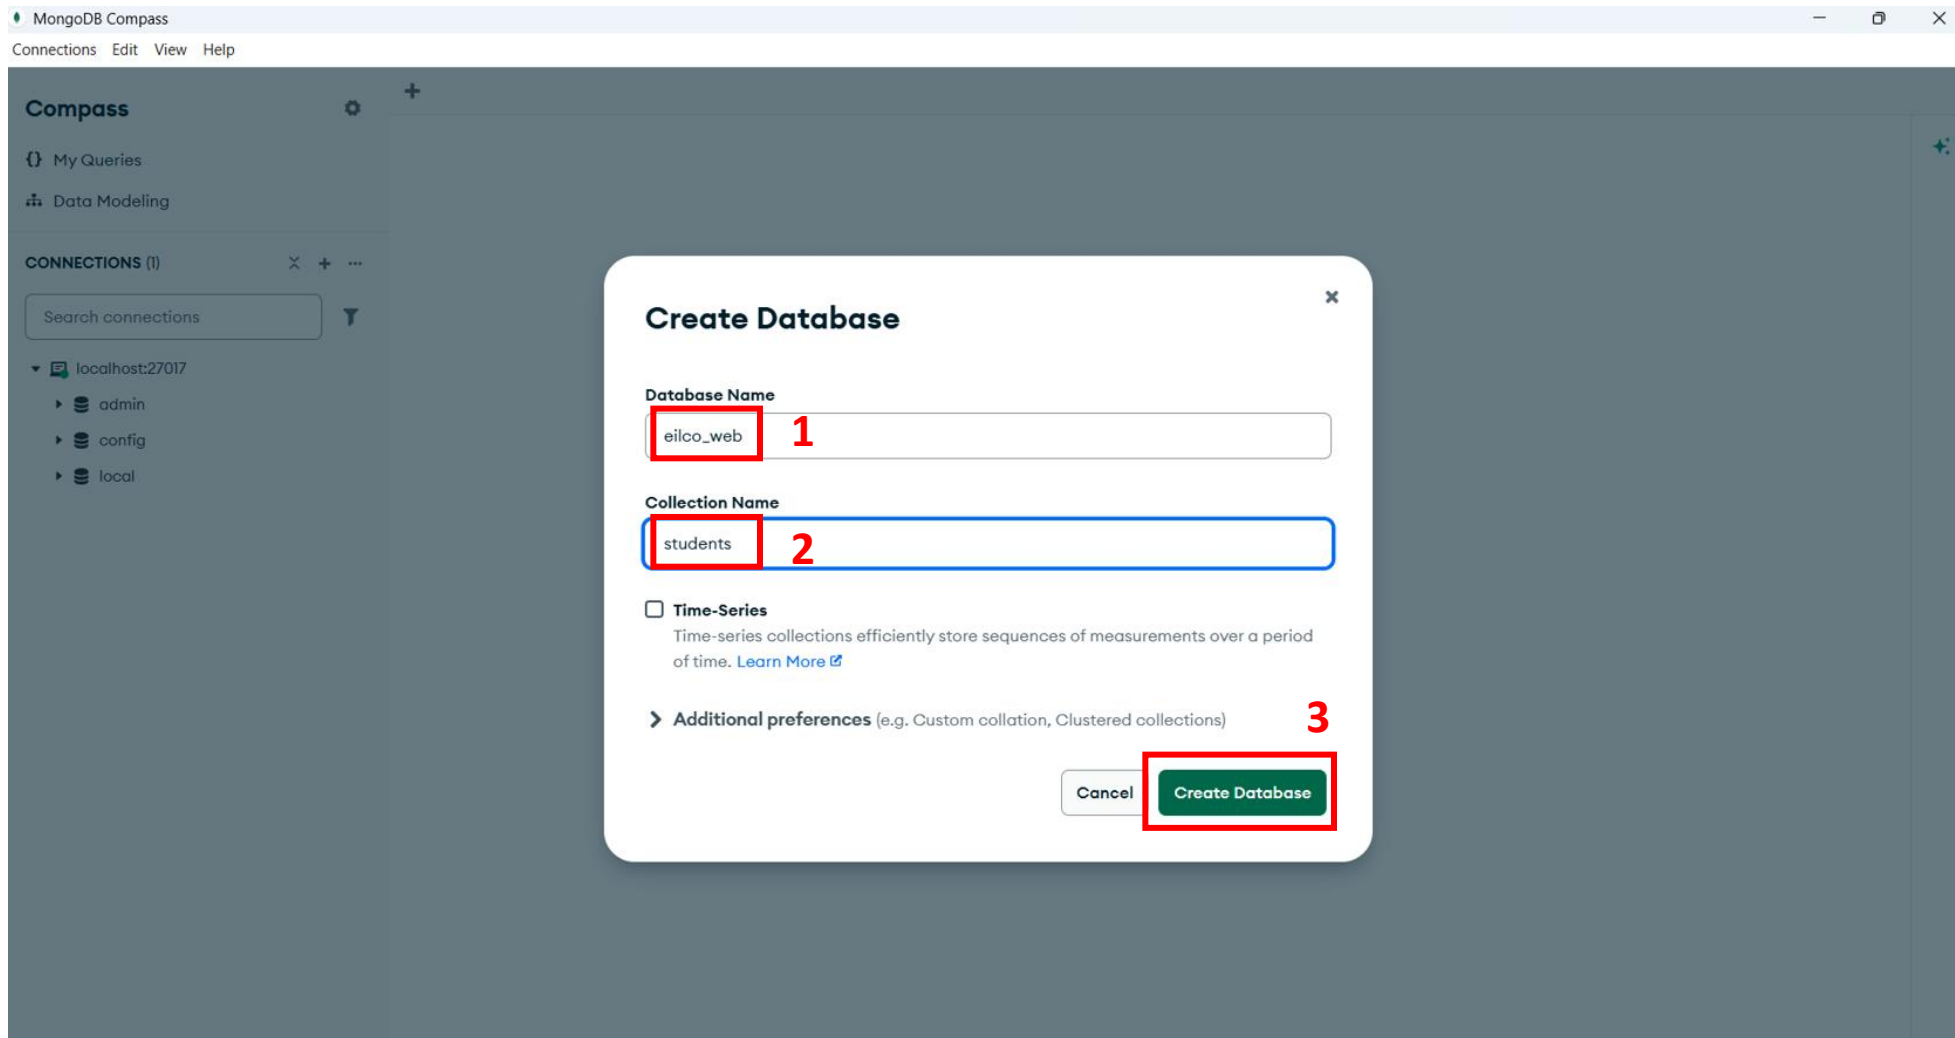 MongoDB Compass
Connections Edit View Help
Compass
My Queries
Data Modeling
CONNECTIONS (1)
Search connections
localhost:27017
admin
config
local
Create Database
Database Name
eilco_web 1
Collection Name
students 2
Time-Series
Time-series collections efficiently store sequences of measurements over a period
of time. Learn More
Additional preferences (e.g. Custom collation, Clustered collections)
3
Cancel Create Database